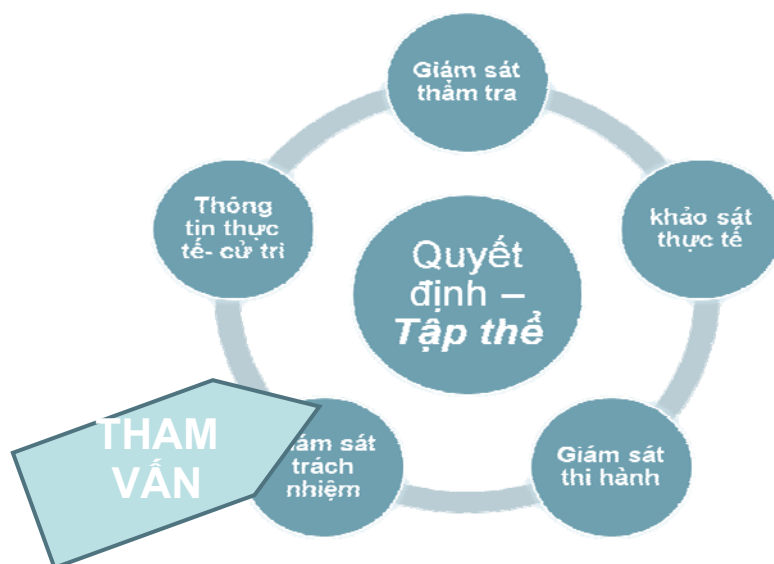 Giám sát
thẩm tra
Thông
tin thực
tế- cử tri
khảo sát
thực tế
Quyết
định –
Tập thể
THAM
VẤN
sát
trách
nhiệm
Giám sát
thi hành